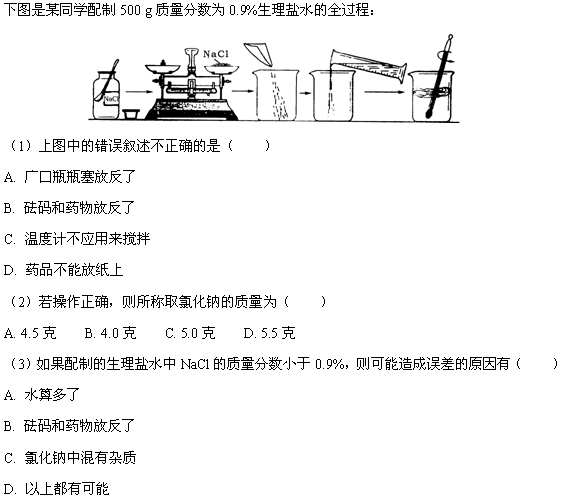 下图是某同学配制 500 g 质量分数为 0.9%生理盐水的全过程：
NaCl
NaCl
（1）上图中的错误叙述不正确的是（  ）
A. 广口瓶瓶塞放反了
B. 砝码和药物放反了
C. 温度计不应用来搅拌
D. 药品不能放纸上
（2）若操作正确，则所称取氯化钠的质量为（  ）
A. 4.5 克  B. 4.0 克  C. 5.0 克  D. 5.5 克
（3）如果配制的生理盐水中 NaCl 的质量分数小于 0.9%，则可能造成误差的原因有（  ）
A. 水算多了
B. 砝码和药物放反了
C. 氯化钠中混有杂质
D. 以上都有可能